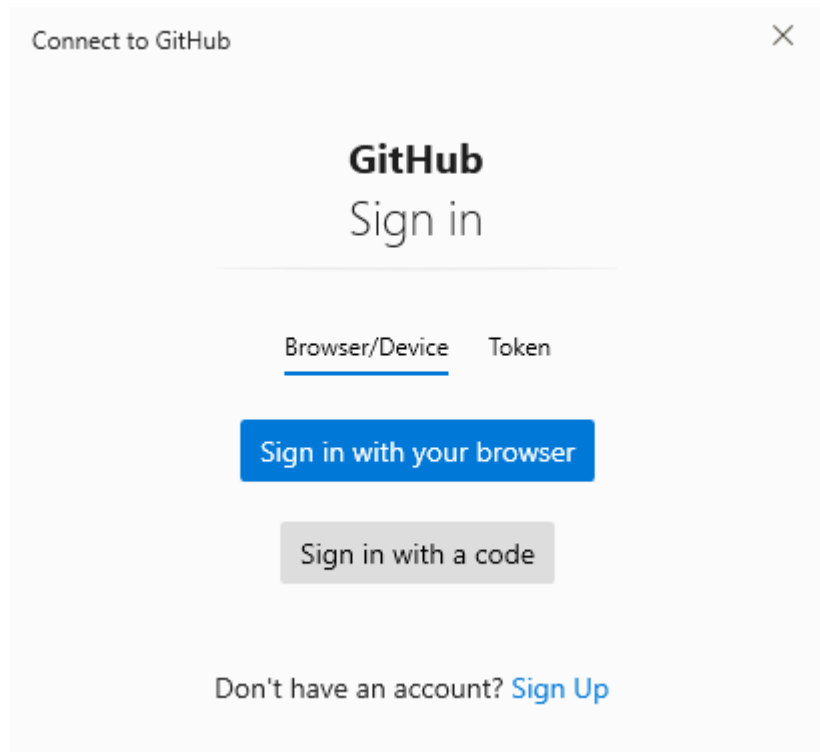 Connect to GitHub
GitHub
Sign in
Browser/Device Token
Sign in with your browser
Sign in with a code
Don't have an account? Sign Up